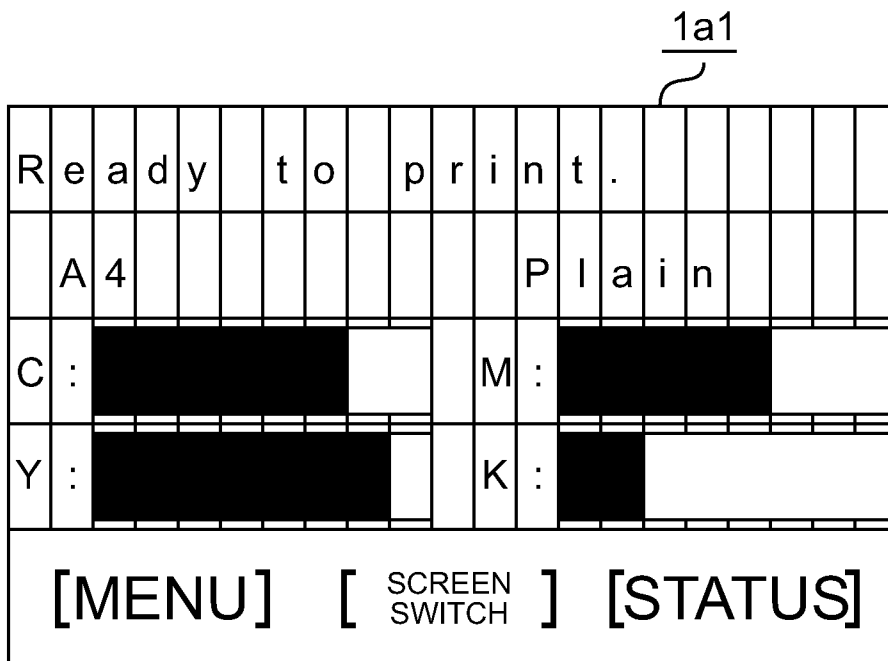 1a1
Ready to print.
A4 Plain
C: M:
Y: K:
[MENU] [SCREEN SWITCH] [STATUS]